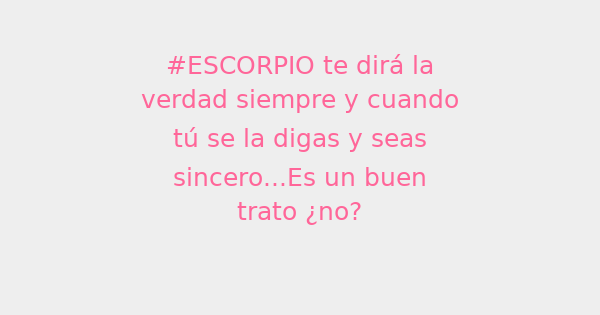 #ESCORPIO te dirá la
verdad siempre y cuando
tú se la digas y seas
sincero...Es un buen
trato ¿no?